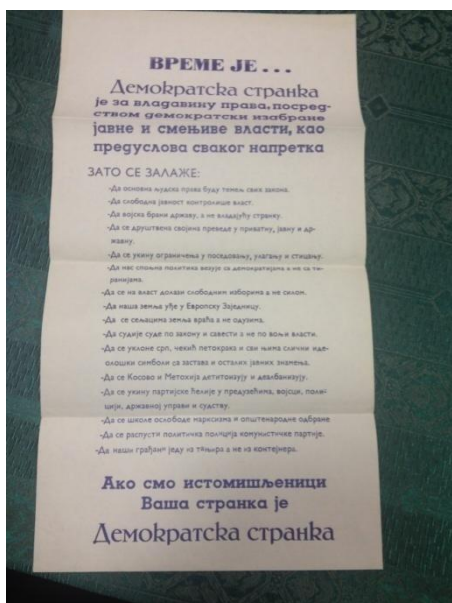 ВРЕМЕ ЈЕ ...
Демократска странка
је за владавину права, посред-
ством демократски изабране
јавне и смењиве власти, као
предуслова сваког напретка
ЗАТО СЕ ЗАЛАЖЕ:
-Да основна људска права буду темељ свих закона.
-Да слободна јавност контролише власт.
-Да војска брани државу, а не владајућу странку.
-Да се друштвена својина преведе у приватну, јавну и др-
жавну.
-Да се укину ограничења у поседовању, улагању и стицању.
-Да нас спољна политика везује са демократијама а не са ти-
ранијама.
-Да се на власт долази слободним изборима а не силом.
-Да наша земља уђе у Европску Заједницу.
-Да се сељацима земља враћа а не одузима.
-Да судије суде по закону и савести а не по вољи власти.
-Да се уклоне срп, чекић петокрака и сви њима слични иде-
олошки симболи са застава и осталих јавних знамења.
-Да се Косово и Метохија детитоизују и деалбанизују.
-Да се укину партијске ћелије у предузећима, војсци, поли-
цији, државној управи и судству.
-Да се школе ослободе марксизма и општенародне одбране
-Да се распусти политичка полиција комунистичке партије.
-Да наши грађани једу из тањира а не из контејнера.
Ако смо истомишљеници
Ваша странка је
Демократска странка